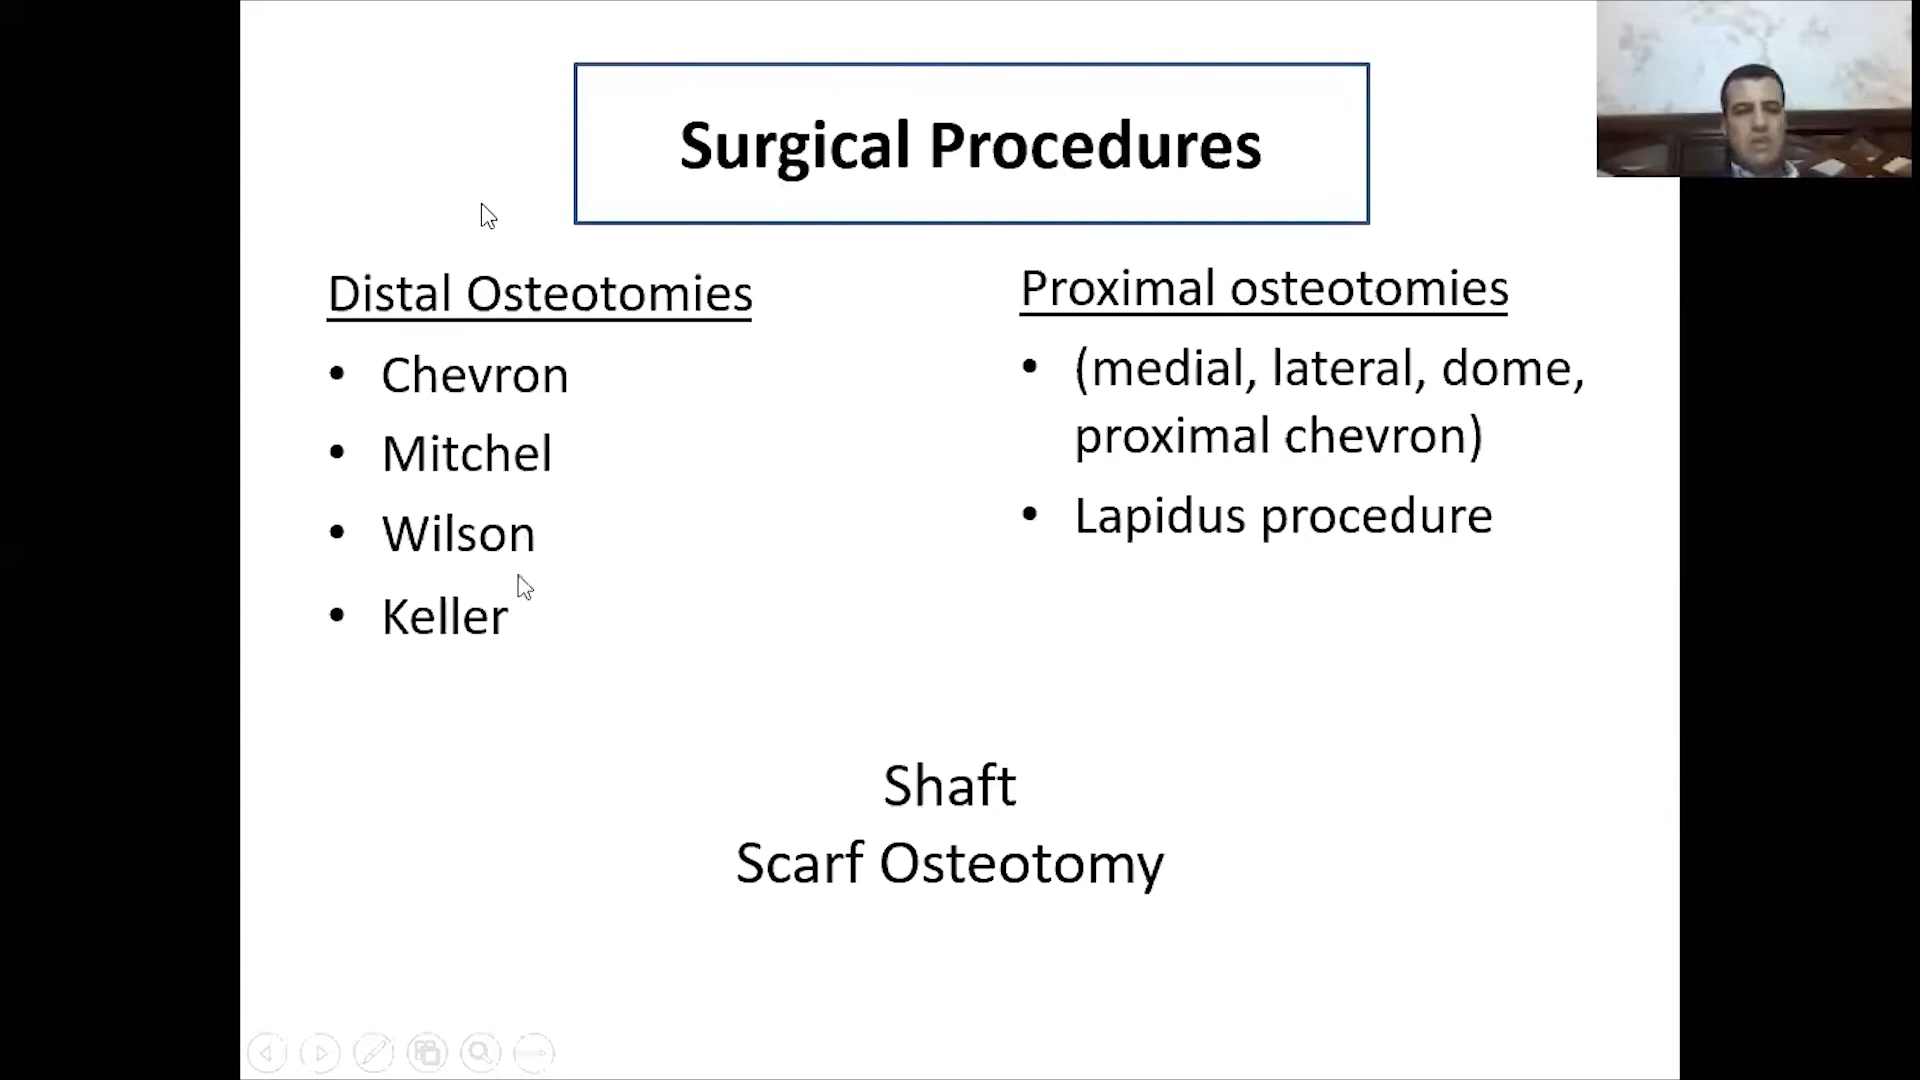 Surgical Procedures
Distal Osteotomies
• Chevron
• Mitchel
• Wilson
• Keller
Proximal osteotomies
• (medial, lateral, dome,
proximal chevron)
• Lapidus procedure
Shaft
Scarf Osteotomy